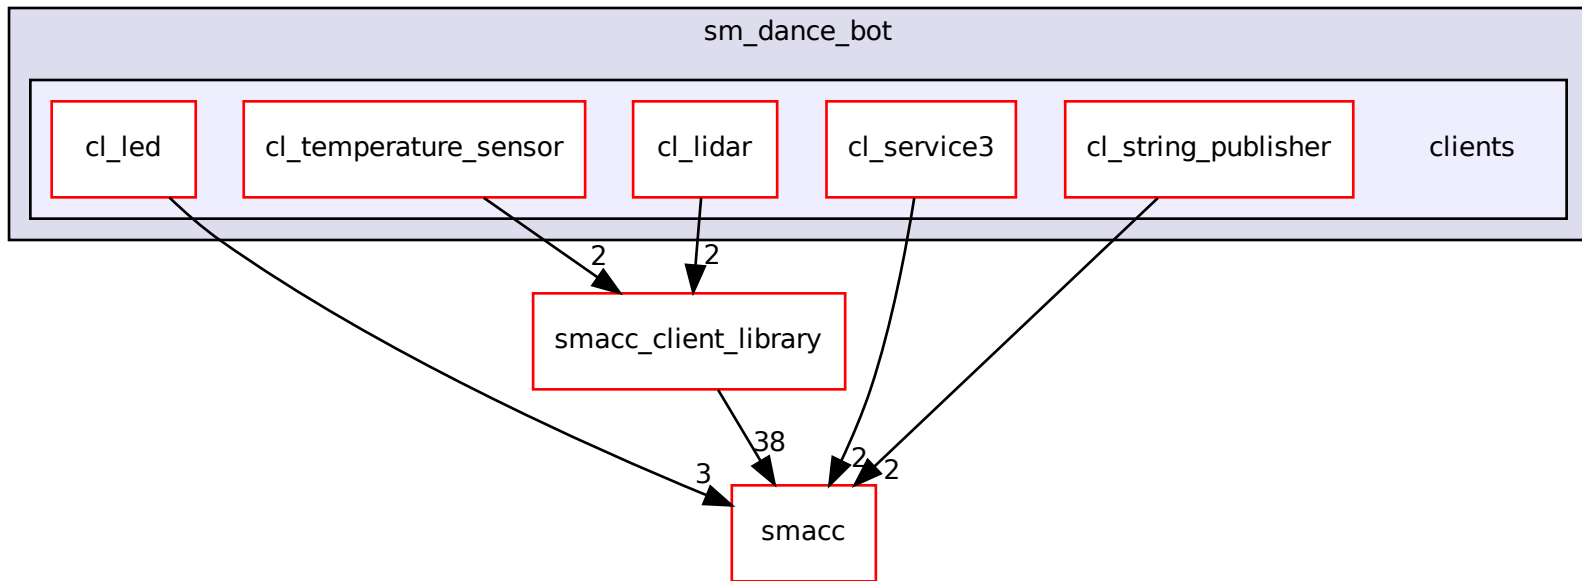 sm_dance_bot
cl_led
cl_temperature_sensor
cl_lidar
cl_service3
cl_string_publisher
clients
2
2
smacc_client_library
38
3
2
2
smacc